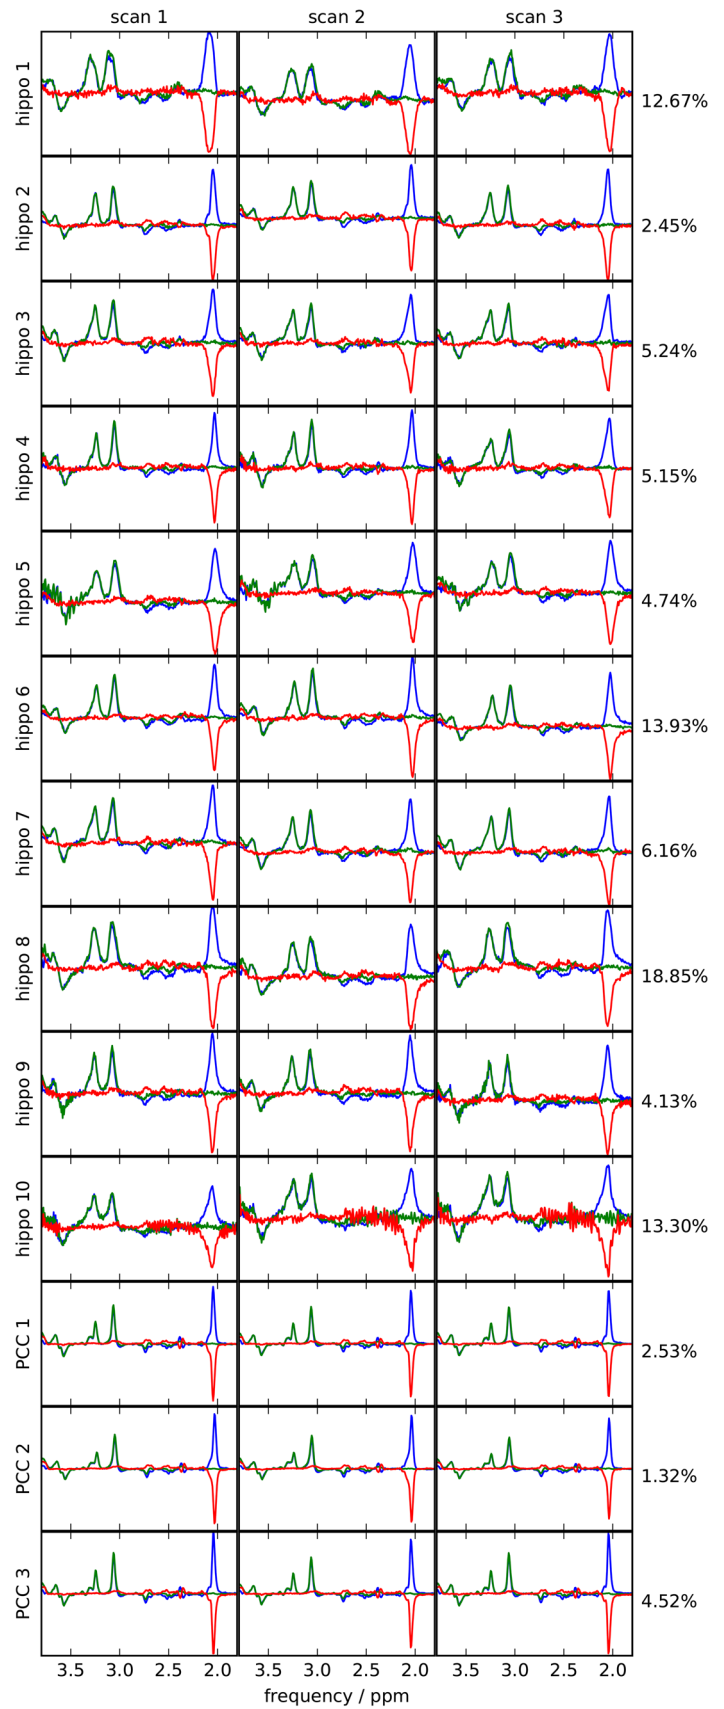 scan 1 scan 2 scan 3
hippo 1 12.67%
hippo 2 2.45%
hippo 3 5.24%
hippo 4 5.15%
hippo 5 4.74%
hippo 6 13.93%
hippo 7 6.16%
hippo 8 18.85%
hippo 9 4.13%
hippo 10 13.30%
PCC 1 2.53%
PCC 2 1.32%
PCC 3 4.52%
3.5 3.0 2.5 2.0 3.5 3.0 2.5 2.0 3.5 3.0 2.5 2.0
frequency / ppm